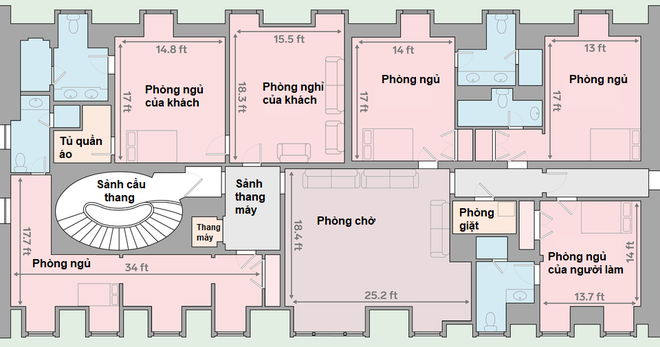 14.8 ft
15.5 ft
14 ft
13 ft
Phòng ngủ
của khách
17 ft
Phòng nghỉ
của khách
18.3 ft
Phòng ngủ
17 ft
Phòng ngủ
17 ft
Tủ quần
áo
Sảnh cầu
thang
Sảnh
thang
máy
Thang
máy
Phòng chờ
18.4 ft
25.2 ft
Phòng
giặt
17.7 ft
Phòng ngủ
34 ft
Phòng ngủ
của người làm
14 ft
13.7 ft